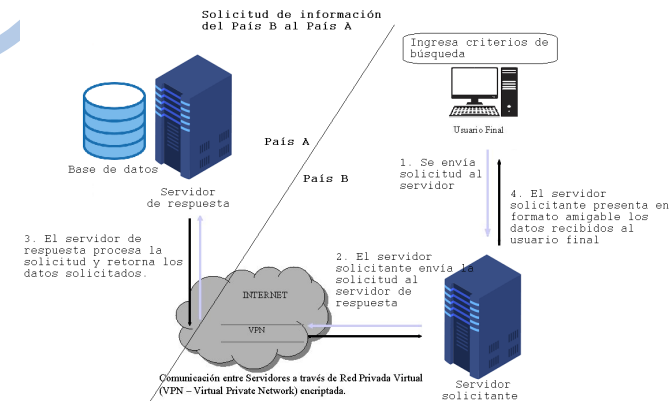 Solicitud de información
del País B al País A
Ingresa criterios de
búsqueda
Usuario Final
País A
País B
Base de datos
Servidor
de respuesta
1. Se envía
solicitud al
servidor
4. El servidor
solicitante presenta en
formato amigable los
datos recibidos al
usuario final
3. El servidor de
respuesta procesa la
solicitud y retorna los
datos solicitados.
2. El servidor
solicitante envía la
solicitud al
servidor de
respuesta
INTERNET
VPN
Comunicación entre Servidores a través de Red Privada Virtual
(VPN – Virtual Private Network) encriptada.
Servidor
solicitante